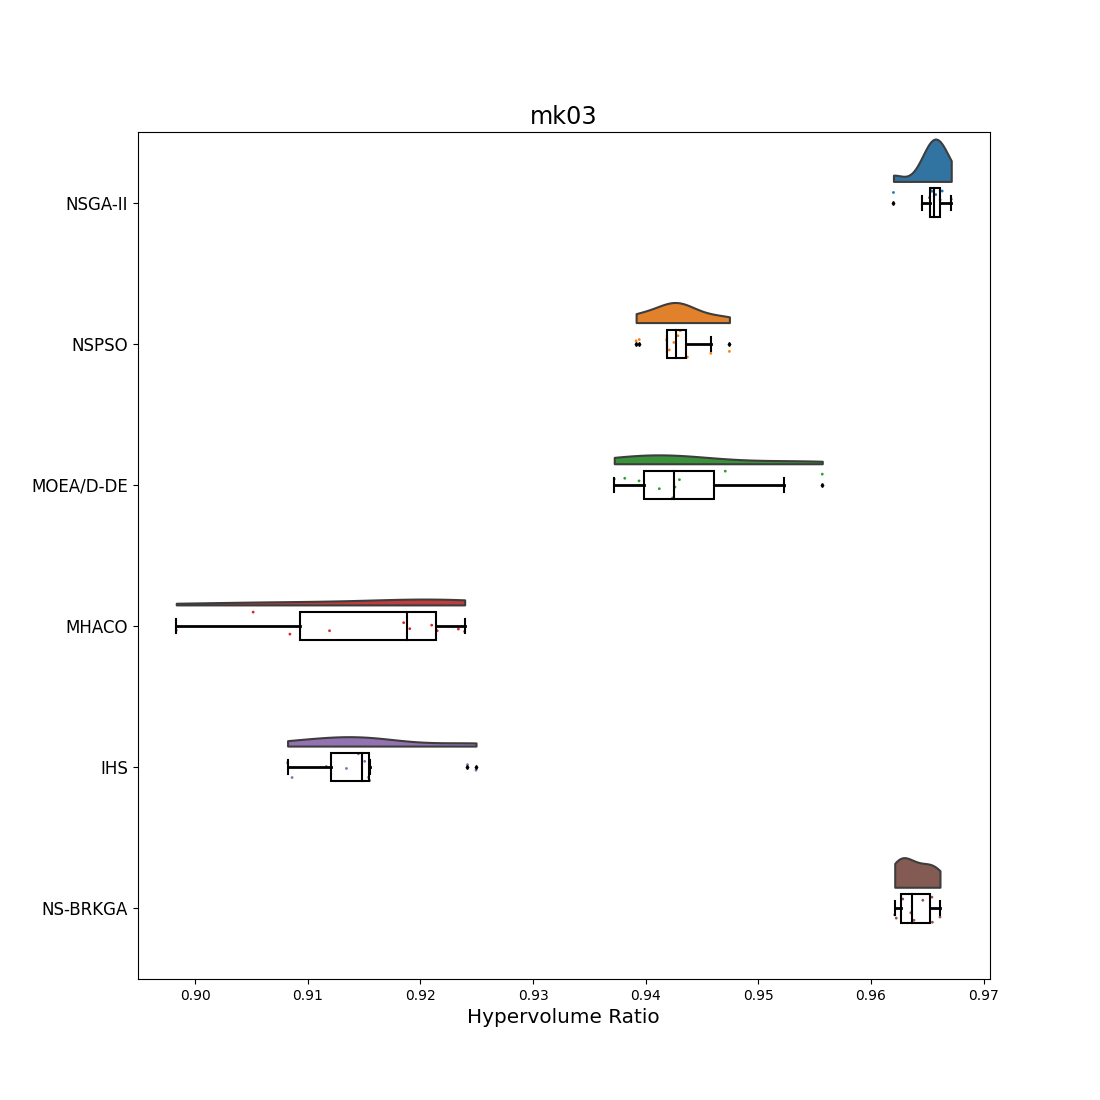 mk03
NSGA-II
NSPSO
MOEA/D-DE
MHACO
IHS
NS-BRKGA
0.90 0.91 0.92 0.93 0.94 0.95 0.96 0.97
Hypervolume Ratio